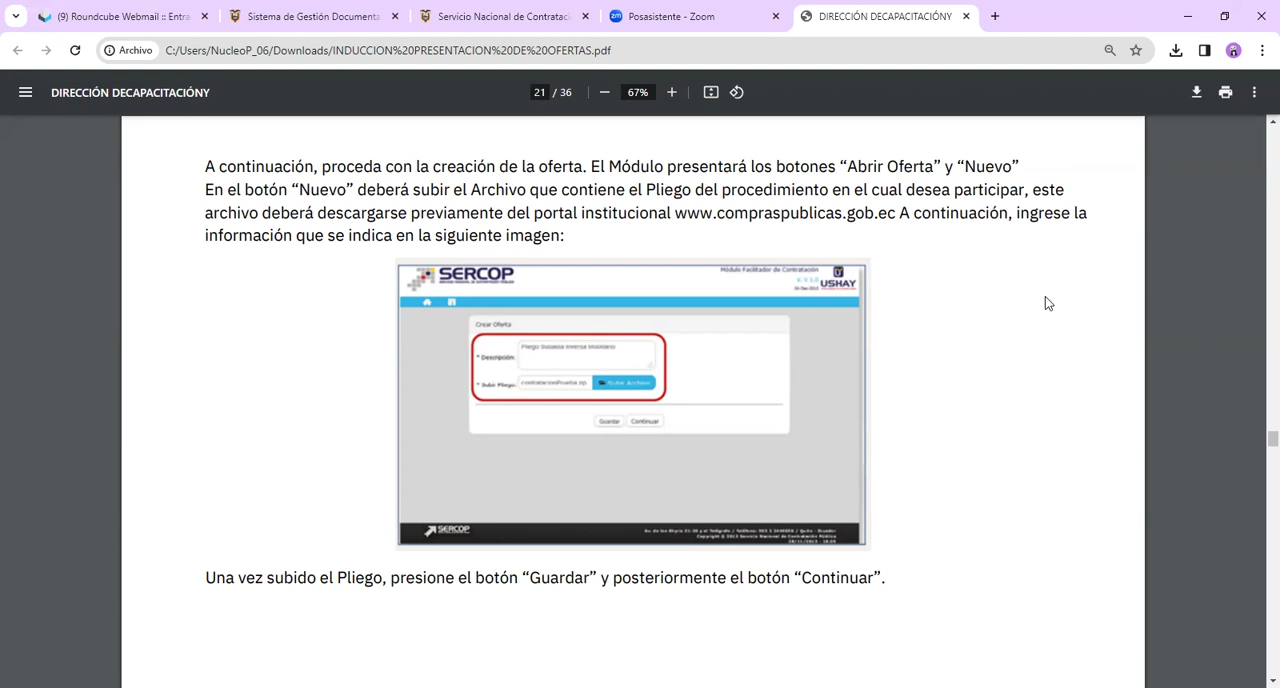 (9) Roundcube Webmail :: Entra
Sistema de Gestión Documenta
Servicio Nacional de Contratac
zm Posasistente - Zoom
DIRECCIÓN DECAPACITACIÓNY
Archivo C:/Users/NucleoP_06/Downloads/INDUCCION%20PRESENTACION%20DE%20OFERTAS.pdf
DIRECCIÓN DECAPACITACIÓNY 21 / 36 67%
A continuación, proceda con la creación de la oferta. El Módulo presentará los botones “Abrir Oferta” y “Nuevo”
En el botón “Nuevo” deberá subir el Archivo que contiene el Pliego del procedimiento en el cual desea participar, este
archivo deberá descargarse previamente del portal institucional www.compraspublicas.gob.ec A continuación, ingrese la
información que se indica en la siguiente imagen:
SERCOP Módulo Facilitador de Contratación
USHAY
Crear Oferta
Pliego Subasta Inversa Mobiliario
* Descripción:
* Subir Pliego: Subir Archivo
Guardar Continuar
SERCOP
Una vez subido el Pliego, presione el botón “Guardar” y posteriormente el botón “Continuar”.